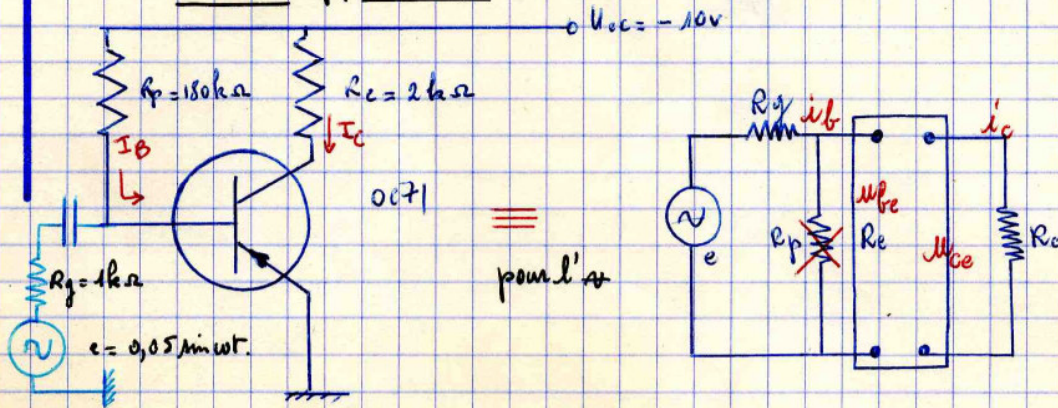 Ucc = - 10v
Rp = 180kΩ
Rc = 2kΩ
IB
IC
OC71
Rg = 1kΩ
e = 0,05 sin ωt.
≡
pour l'∿
Rg
ib
ic
e
Rp
ube
Re
uce
Rc